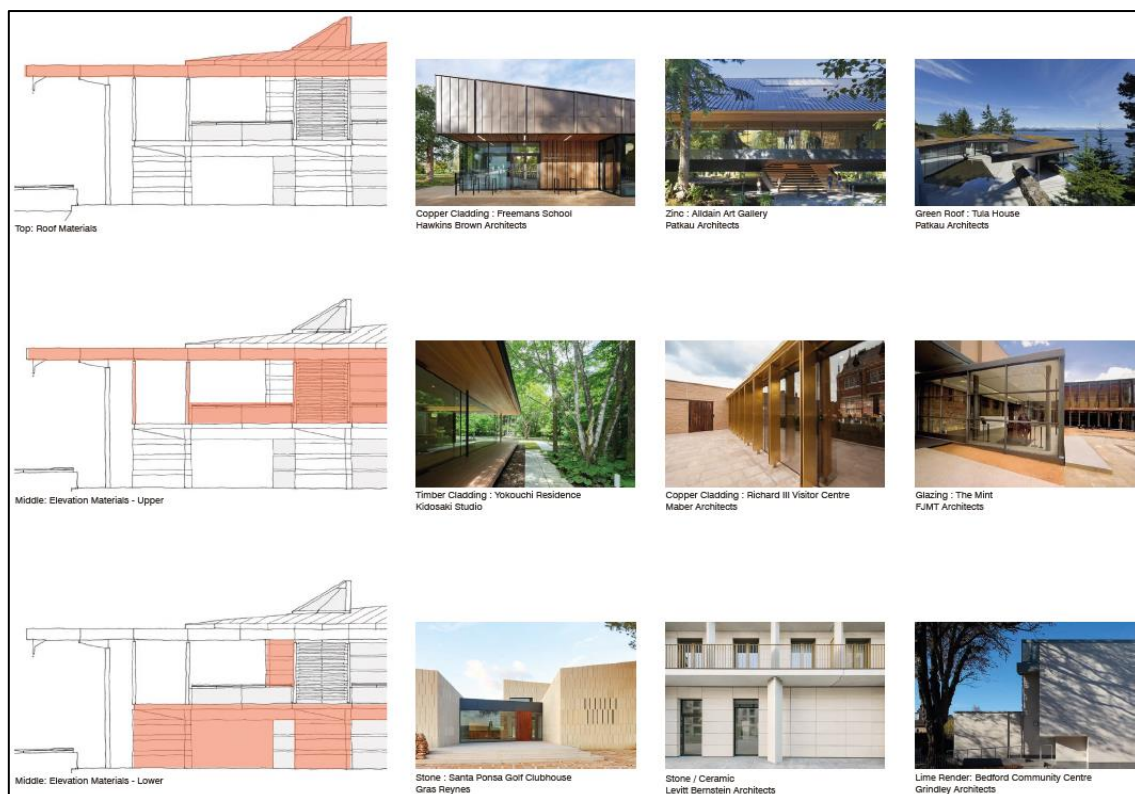 Top: Roof Materials
Copper Cladding : Freemans School
Hawkins Brown Architects
Zinc : Alldain Art Gallery
Patkau Architects
Green Roof : Tula House
Patkau Architects
Middle: Elevation Materials - Upper
Timber Cladding : Yokouchi Residence
Kidosaki Studio
Copper Cladding : Richard III Visitor Centre
Maber Architects
Glazing : The Mint
FJMT Architects
Middle: Elevation Materials - Lower
Stone : Santa Ponsa Golf Clubhouse
Gras Reynes
Stone / Ceramic
Levitt Bernstein Architects
Lime Render: Bedford Community Centre
Grindley Architects